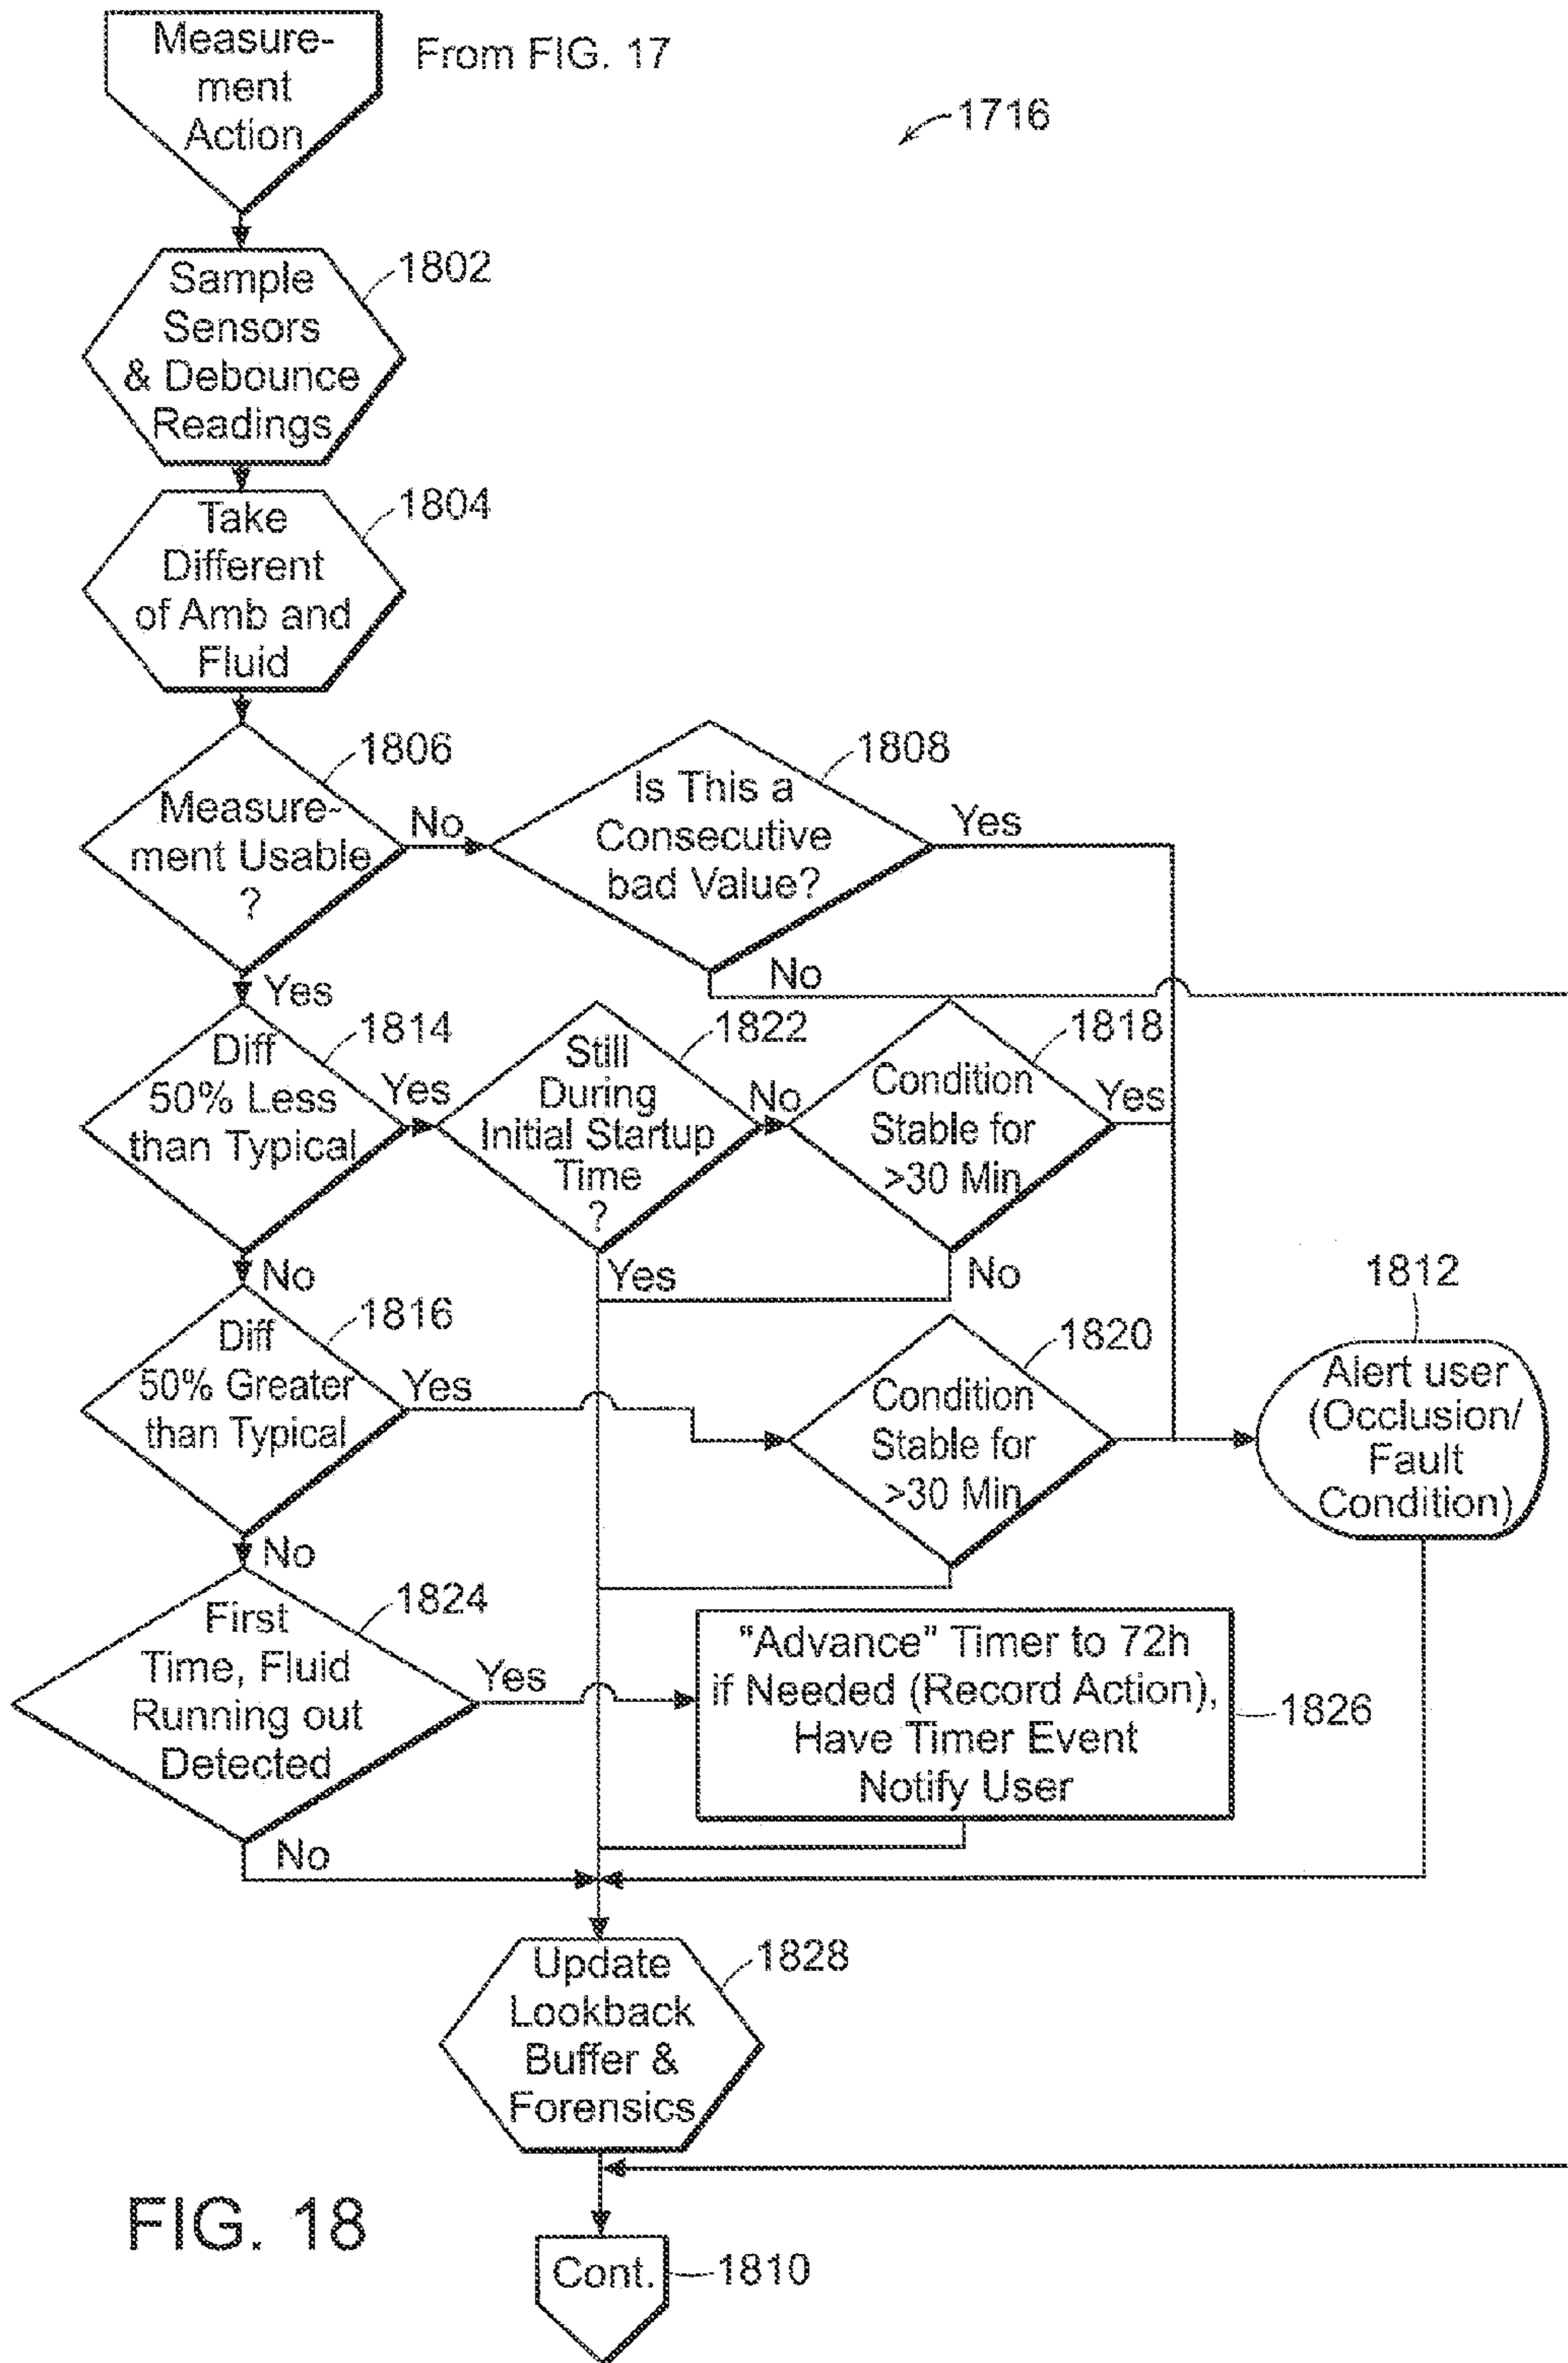 Measure-
ment
Action
From FIG. 17
1716
Sample
Sensors
& Debounce
Readings
1802
Take
Different
of Amb and
Fluid
1804
Measure-
ment Usable
?
1806
No
Is This a
Consecutive
bad Value?
1808
Yes
No
Yes
Diff
50% Less
than Typical
1814
Yes
Still
During
Initial Startup
Time
?
1822
No
Condition
Stable for
>30 Min
1818
Yes
No
Yes
No
Diff
50% Greater
than Typical
1816
Yes
Condition
Stable for
>30 Min
1820
1812
Alert user
(Occlusion/
Fault
Condition)
No
First
Time, Fluid
Running out
Detected
1824
Yes
"Advance" Timer to 72h
if Needed (Record Action),
Have Timer Event
Notify User
1826
No
Update
Lookback
Buffer &
Forensics
1828
FIG. 18
Cont.
1810